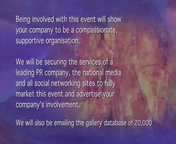 Being involved with this event will show
your company to be a compassionate,
supportive organisation.
We will be securing the services of a
leading PR company, the national media
and all social networking sites to fully
market this event and advertise your
company's involvement.
We will also be emailing the gallery database of 20,000